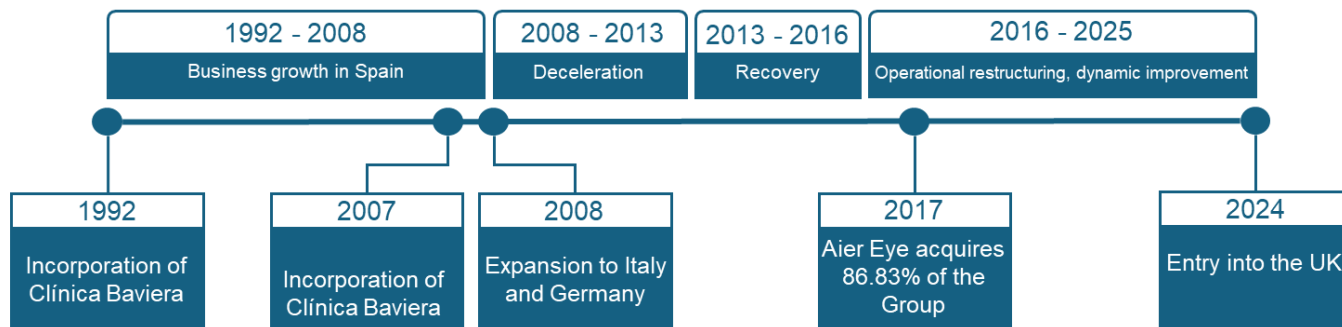 1992 - 2008
Business growth in Spain
2008 - 2013
Deceleration
2013 - 2016
Recovery
2016 - 2025
Operational restructuring, dynamic improvement
1992
Incorporation of
Clínica Baviera
2007
Incorporation of
Clínica Baviera
2008
Expansion to Italy
and Germany
2017
Aier Eye acquires
86.83% of the
Group
2024
Entry into the UK